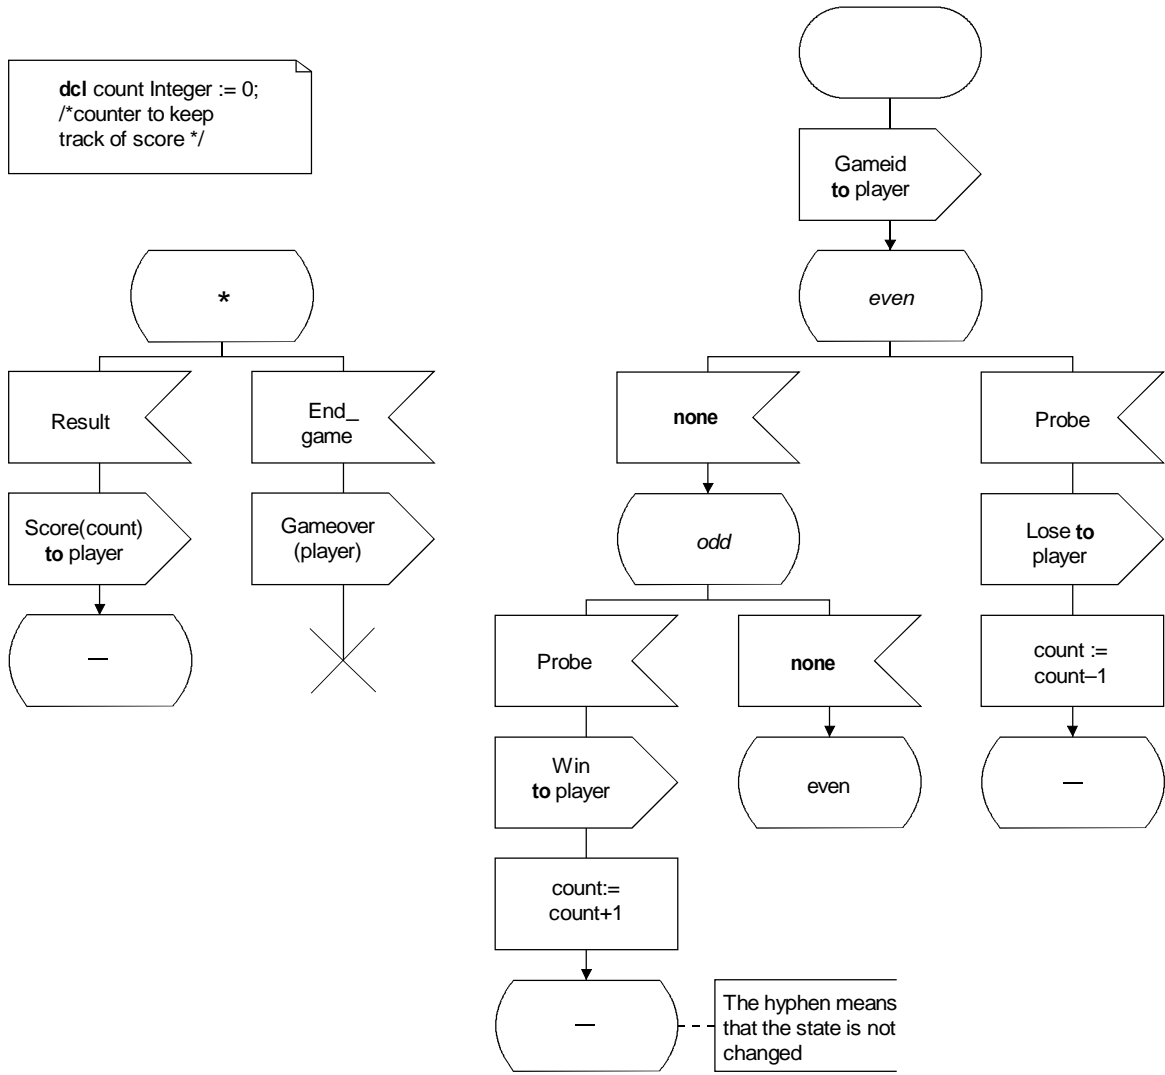 dcl count Integer := 0;
/*counter to keep
track of score */
Gameid
to player
*
even
Result
End_
game
none
Probe
Score(count)
to player
Gameover
(player)
odd
Lose to
player
—
Probe
none
count :=
count–1
Win
to player
even
—
count:=
count+1
—
The hyphen means
that the state is not
changed